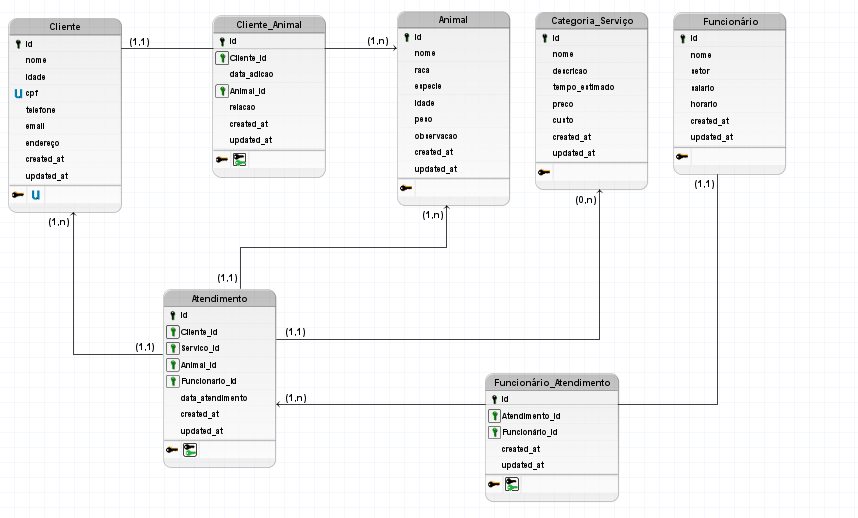 Cliente
id
nome
idade
cpf
telefone
email
endereço
created_at
updated_at
(1,1)
Cliente_Animal
id
Cliente_id
data_adicao
Animal_id
relacao
created_at
updated_at
(1,n)
Animal
id
nome
raca
especie
idade
peso
observacao
created_at
updated_at
Categoria_Serviço
id
nome
descricao
tempo_estimado
preco
custo
created_at
updated_at
Funcionário
id
nome
setor
salario
horario
created_at
updated_at
(1,n)
(1,n)
(0,n)
(1,1)
(1,1)
(1,1)
(1,1)
(1,n)
Atendimento
id
Cliente_id
Servico_id
Animal_id
Funcionario_id
data_atendimento
created_at
updated_at
Funcionário_Atendimento
id
Atendimento_id
Funcionário_id
created_at
updated_at